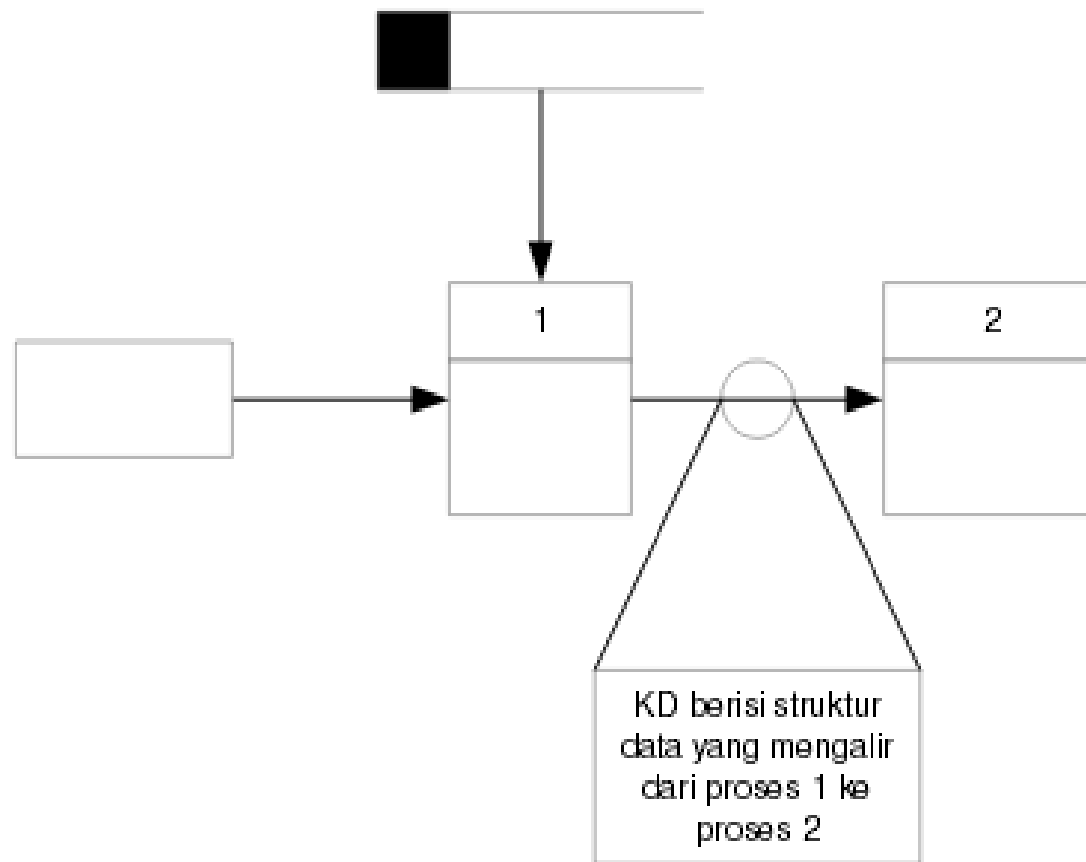 1
2
KD berisi struktur
data yang mengalir
dari proses 1 ke
proses 2